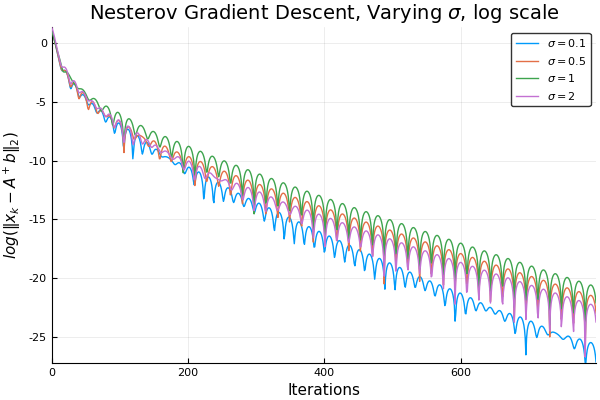 Nesterov Gradient Descent, Varying σ, log scale
σ = 0.1
σ = 0.5
σ = 1
σ = 2
log(‖x_k − A⁺b‖₂)
0
-5
-10
-15
-20
-25
0
200
400
600
Iterations